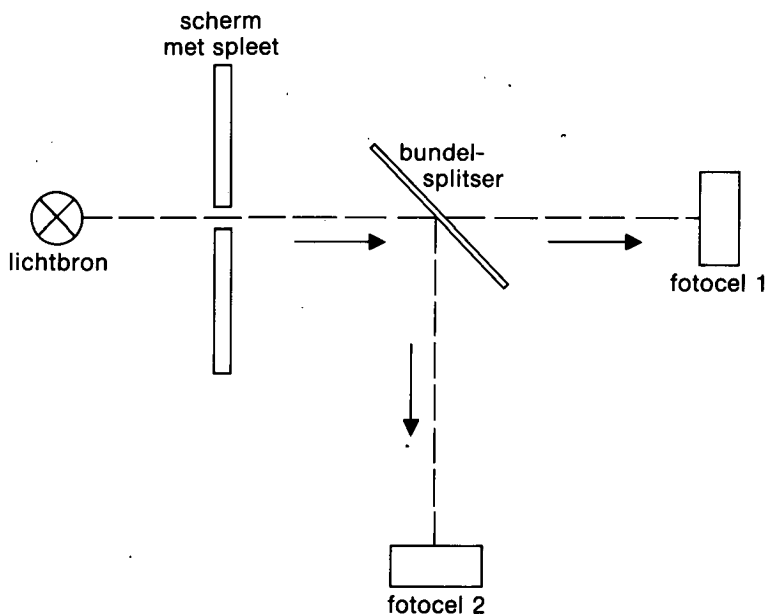 scherm
met spleet
bundel-
splitser
lichtbron
fotocel 1
fotocel 2